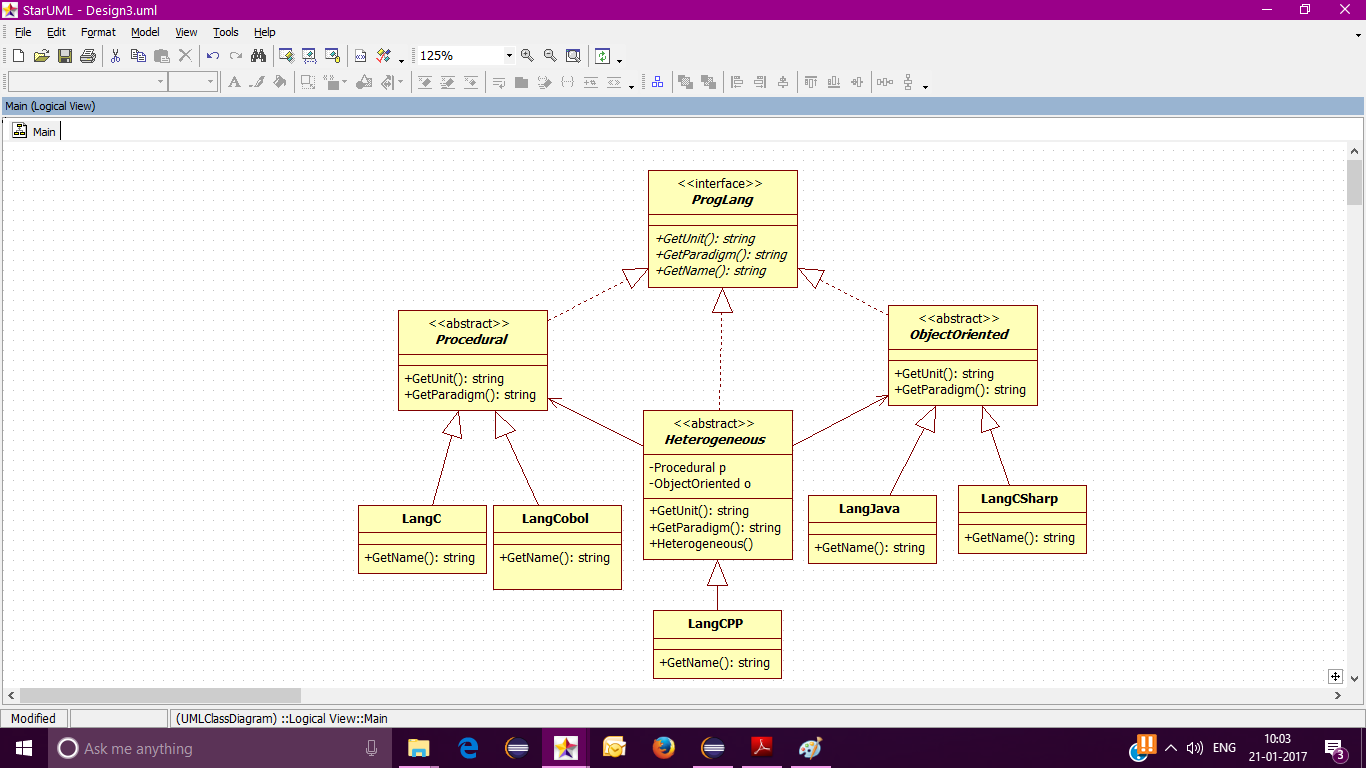 StarUML - Design3.uml
File Edit Format Model View Tools Help
125%
Main (Logical View)
Main
<<interface>>
ProgLang
+GetUnit(): string
+GetParadigm(): string
+GetName(): string
<<abstract>>
Procedural
+GetUnit(): string
+GetParadigm(): string
<<abstract>>
ObjectOriented
+GetUnit(): string
+GetParadigm(): string
<<abstract>>
Heterogeneous
-Procedural p
-ObjectOriented o
+GetUnit(): string
+GetParadigm(): string
+Heterogeneous()
LangC
+GetName(): string
LangCobol
+GetName(): string
LangJava
+GetName(): string
LangCSharp
+GetName(): string
LangCPP
+GetName(): string
Modified
(UMLClassDiagram) ::Logical View::Main
Ask me anything
ENG
10:03
21-01-2017
3